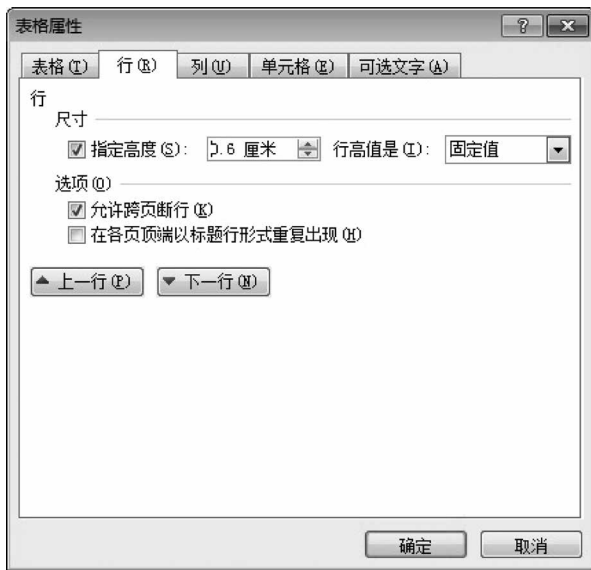 表格属性
表格(T) 行(R) 列(U) 单元格(E) 可选文字(A)
行
尺寸
指定高度(S): 0.6 厘米 行高值是(I): 固定值
选项(O)
允许跨页断行(K)
在各页顶端以标题行形式重复出现(H)
上一行(P) 下一行(N)
确定 取消